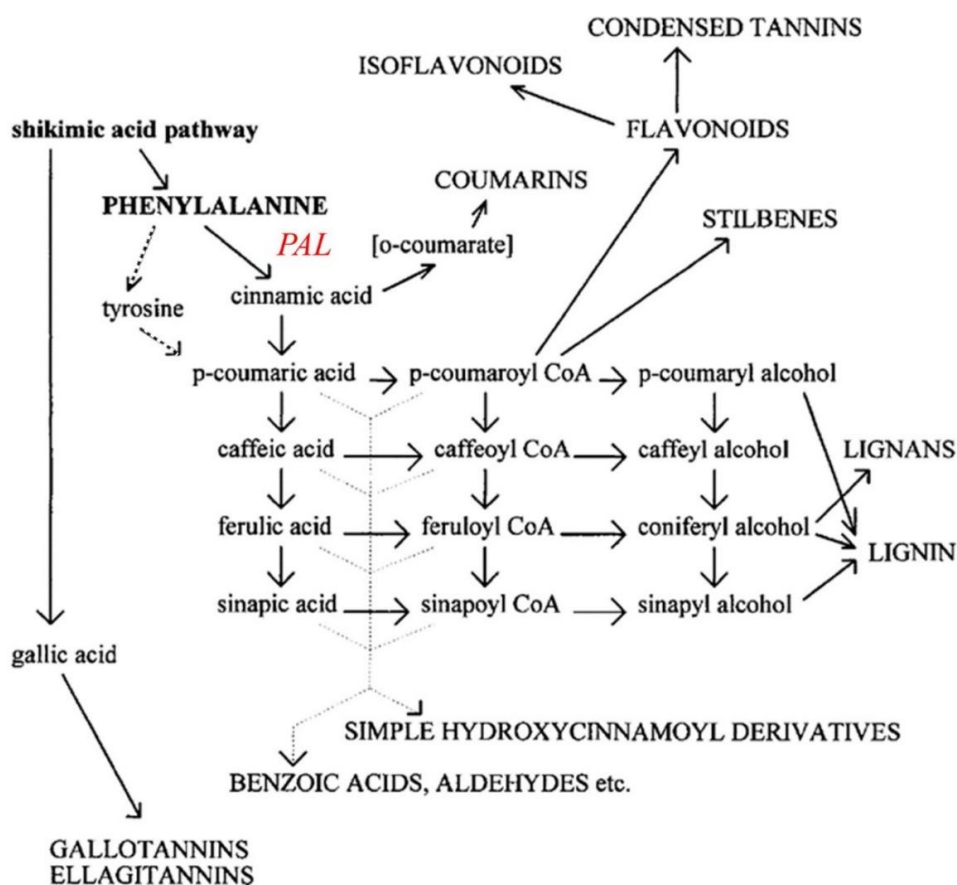 CONDENSED TANNINS
ISOFLAVONOIDS
shikimic acid pathway
FLAVONOIDS
COUMARINS
PHENYLALANINE
STILBENES
PAL
[o-coumarate]
tyrosine
cinnamic acid
p-coumaric acid
p-coumaroyl CoA
p-coumaryl alcohol
caffeic acid
caffeoyl CoA
caffeyl alcohol
LIGNANS
ferulic acid
feruloyl CoA
coniferyl alcohol
LIGNIN
sinapic acid
sinapoyl CoA
sinapyl alcohol
gallic acid
SIMPLE HYDROXYCINNAMOYL DERIVATIVES
BENZOIC ACIDS, ALDEHYDES etc.
GALLOTANNINS
ELLAGITANNINS